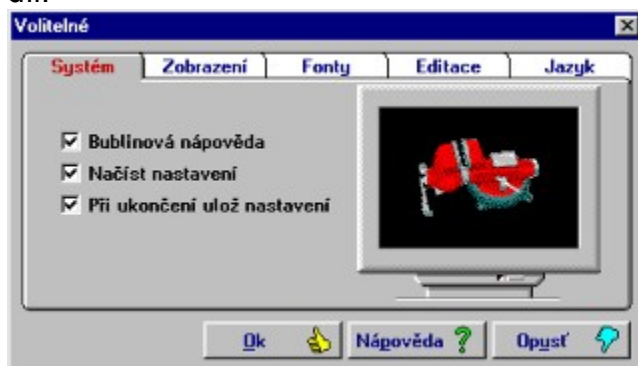 Volitelné
Systém Zobrazení Fonty Editace Jazyk
Bublinová nápověda
Načíst nastavení
Při ukončení ulož nastavení
Ok Nápověda ? Opusť